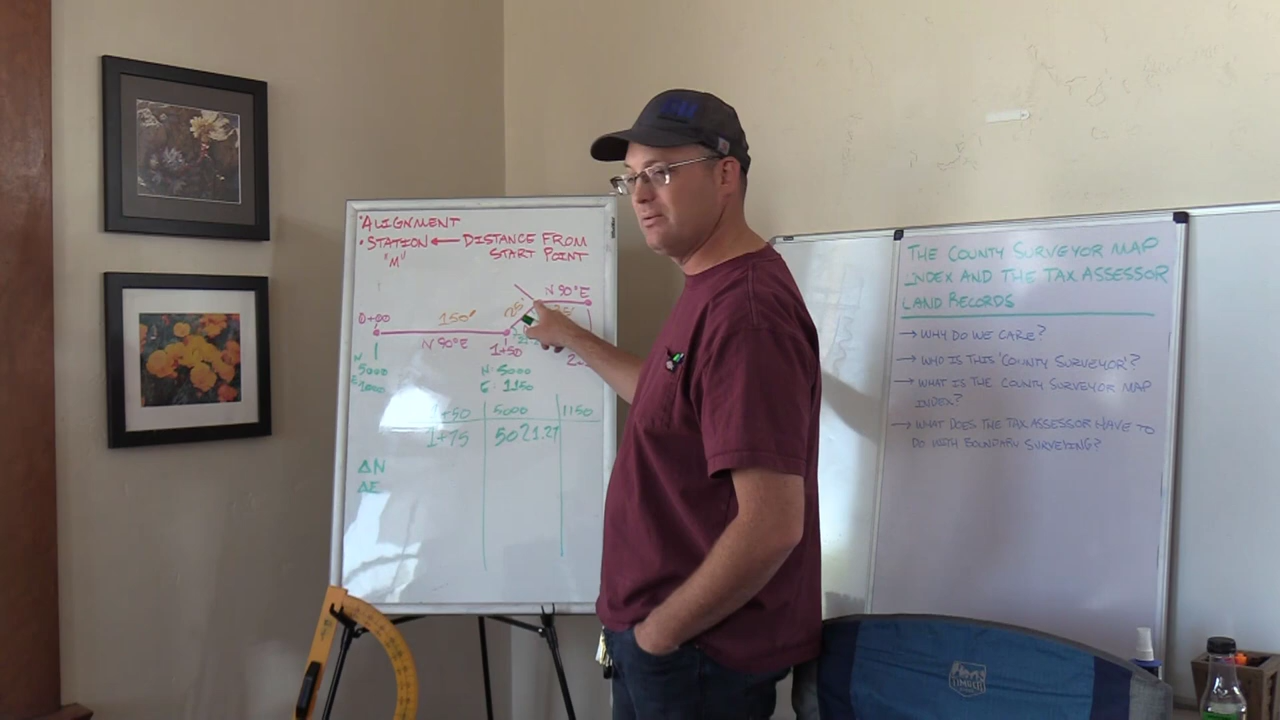 •ALIGNMENT
•STATION ← DISTANCE FROM
START POINT
"M"
N 90°E
0+00
150'
25'
N 90°E
1+50
N
5000
E
1000
N: 5000
E: 1150
1+50 5000 1150
1+75 5021.27
ΔN
ΔE
THE COUNTY SURVEYOR MAP
INDEX AND THE TAX ASSESSOR
LAND RECORDS
→ WHY DO WE CARE?
→ WHO IS THIS 'COUNTY SURVEYOR'?
→ WHAT IS THE COUNTY SURVEYOR MAP
INDEX?
→ WHAT DOES THE TAX ASSESSOR HAVE TO
DO WITH BOUNDARY SURVEYING?